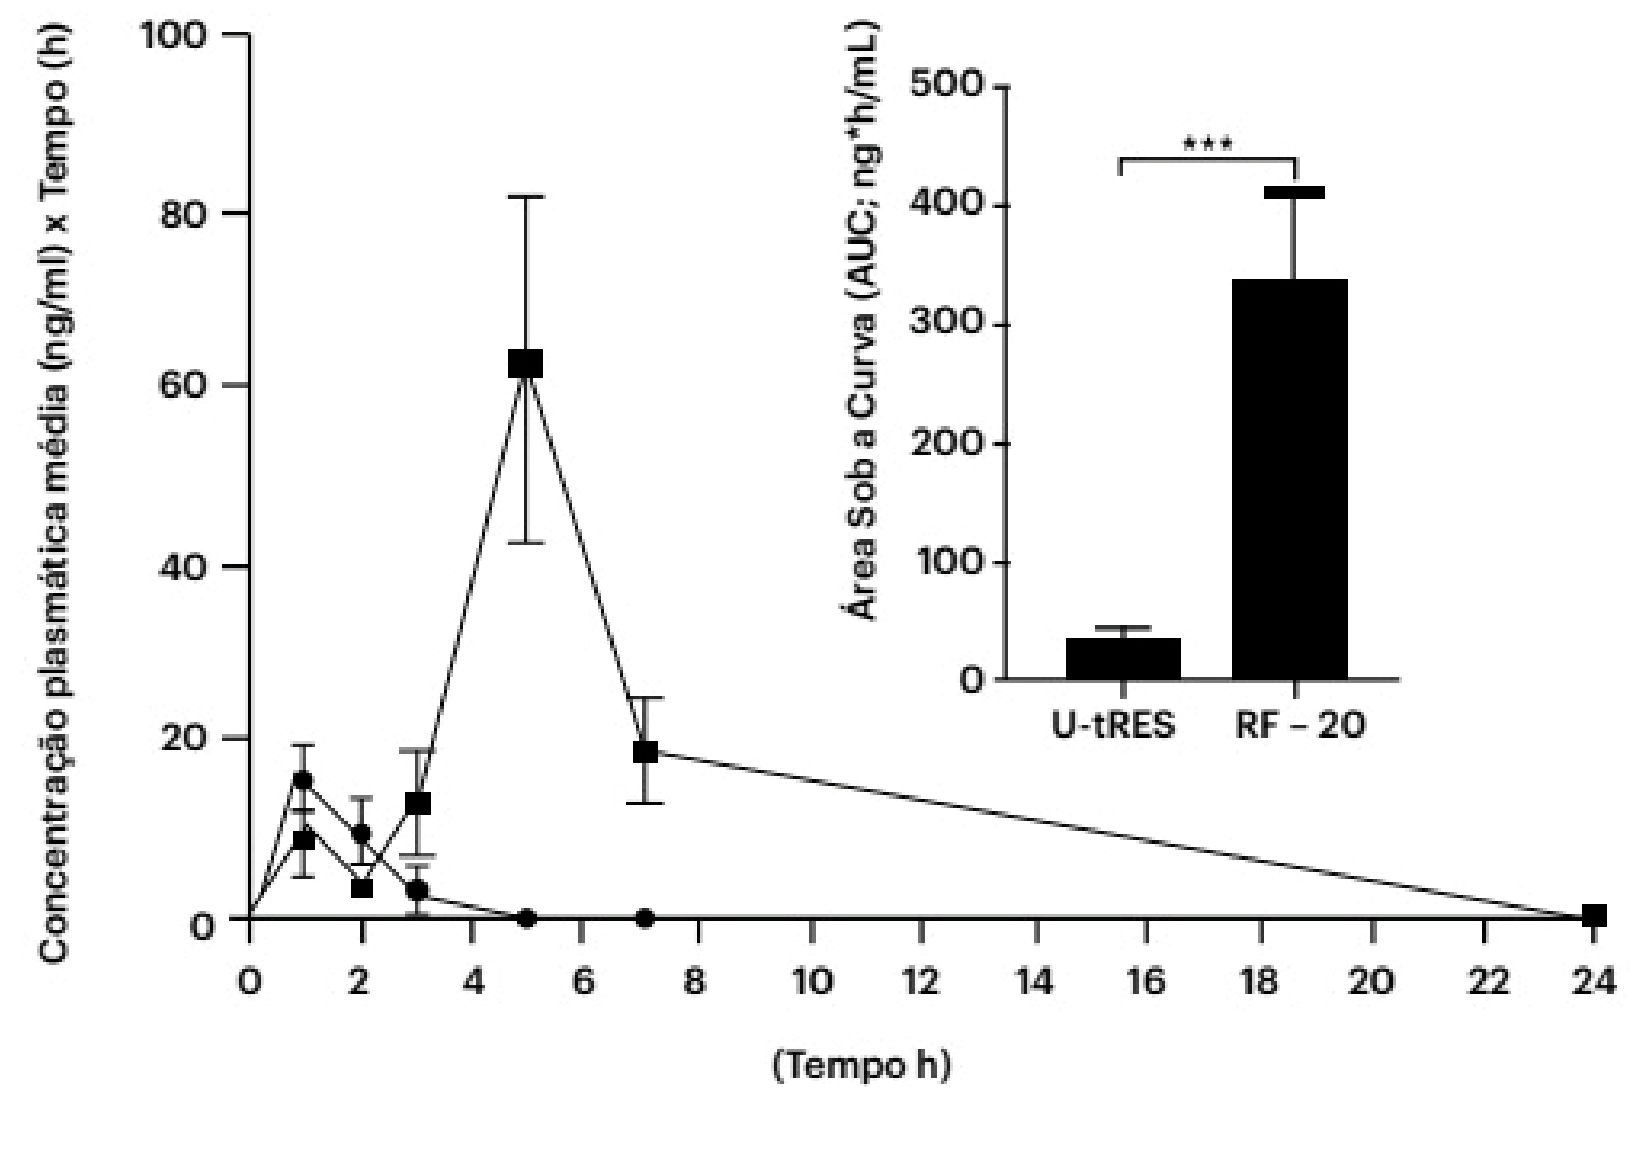 Concentração plasmática média (ng/ml) x Tempo (h)
100
80
60
40
20
0
0 2 4 6 8 10 12 14 16 18 20 22 24
(Tempo h)
Área Sob a Curva (AUC; ng*h/mL)
500
400
300
200
100
0
***
U-tRES RF – 20